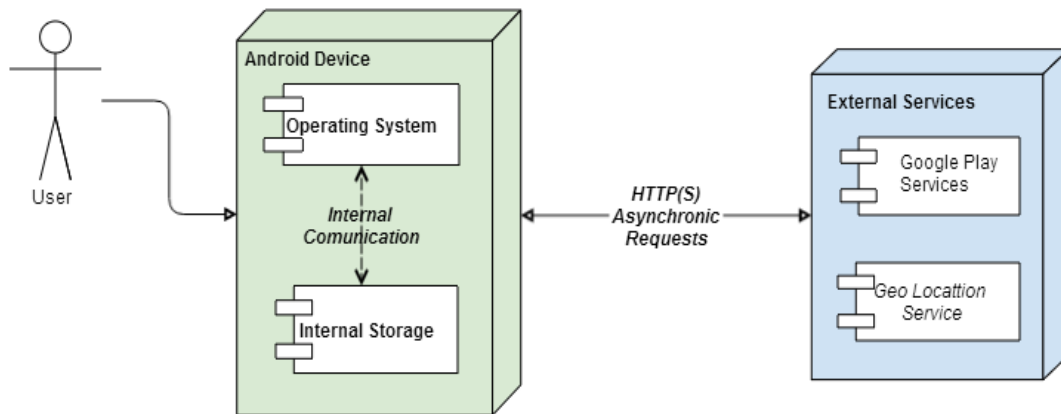 User
Android Device
Operating System
Internal
Comunication
Internal Storage
HTTP(S)
Asynchronic
Requests
External Services
Google Play
Services
Geo Locattion
Service